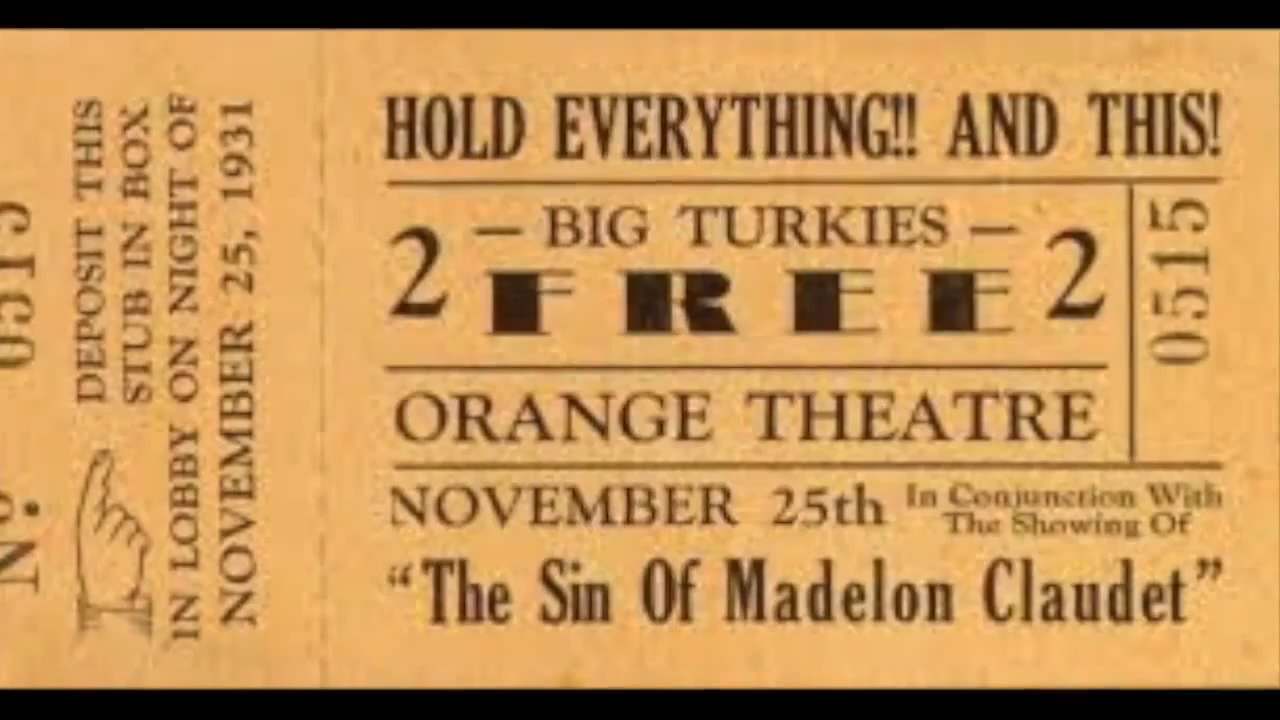 Nº. 0515
DEPOSIT THIS
STUB IN BOX
IN LOBBY ON NIGHT OF
NOVEMBER 25, 1931
HOLD EVERYTHING!! AND THIS!
2 — BIG TURKIES — 2
FREE
0515
ORANGE THEATRE
NOVEMBER 25th In Conjunction With
The Showing Of
"The Sin Of Madelon Claudet"